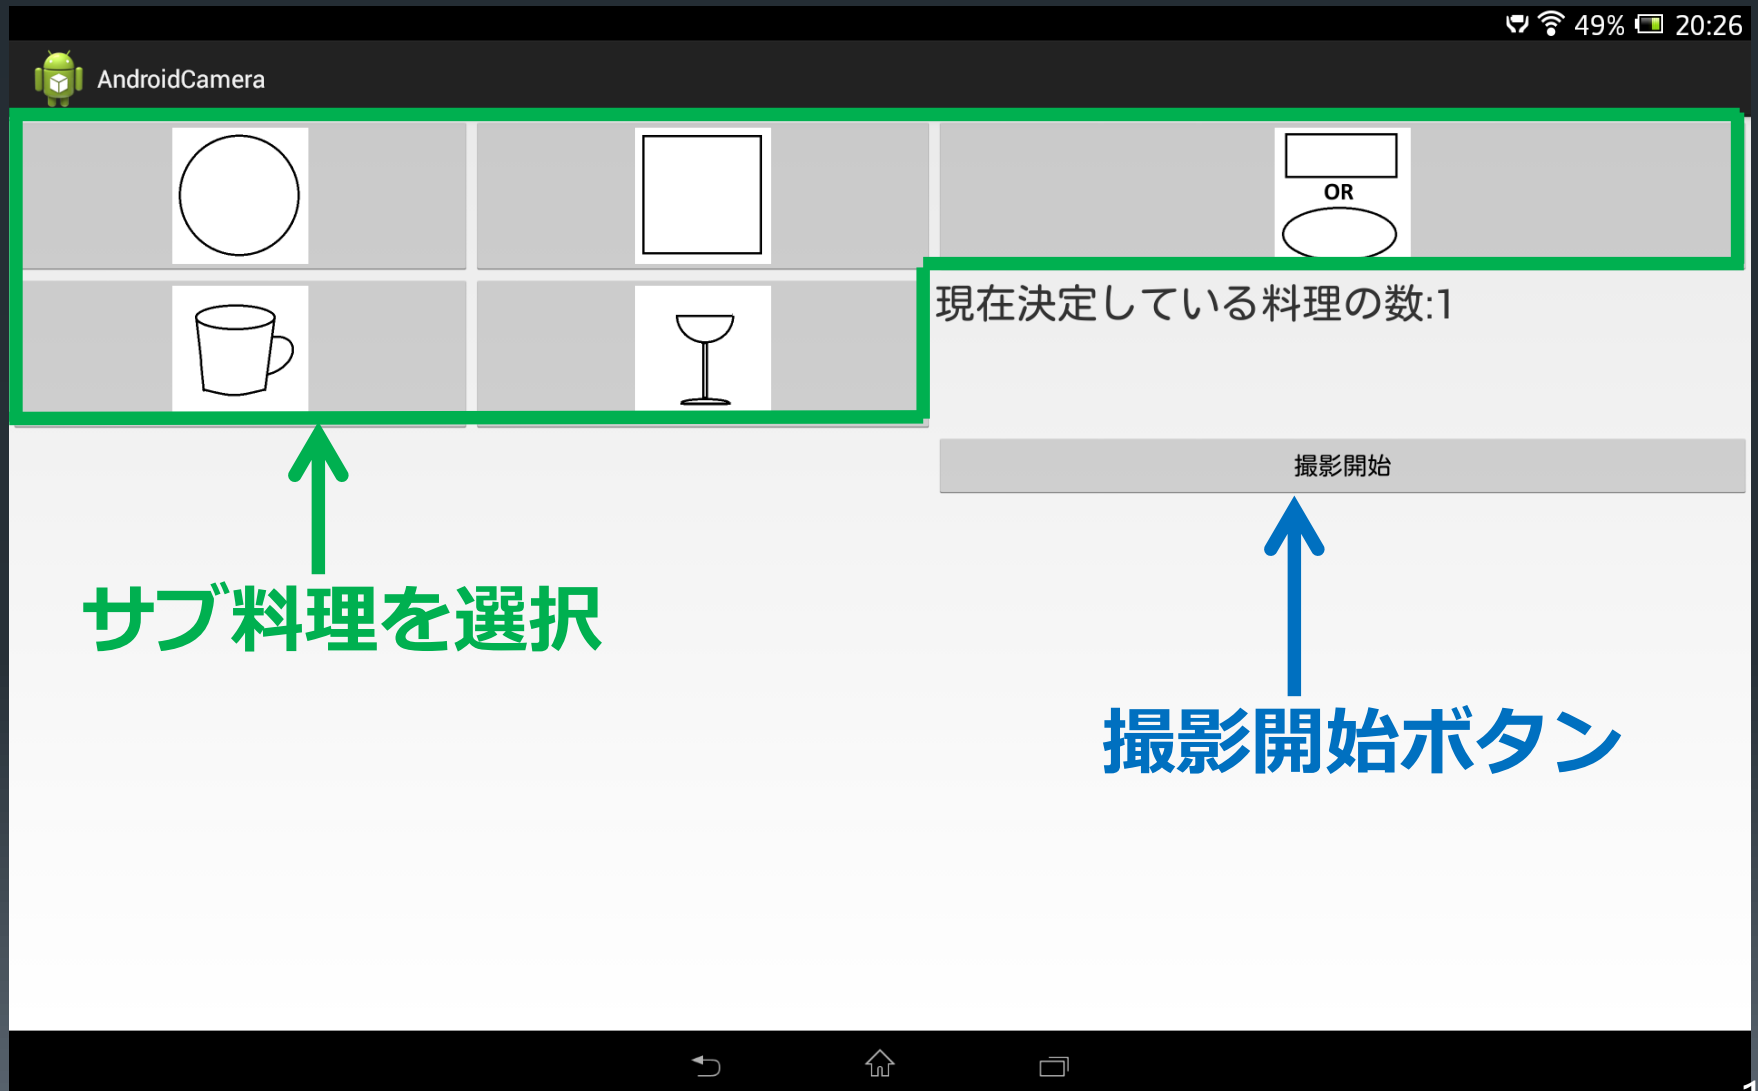 49% 20:26
AndroidCamera
OR
現在決定している料理の数:1
撮影開始
サブ料理を選択
撮影開始ボタン